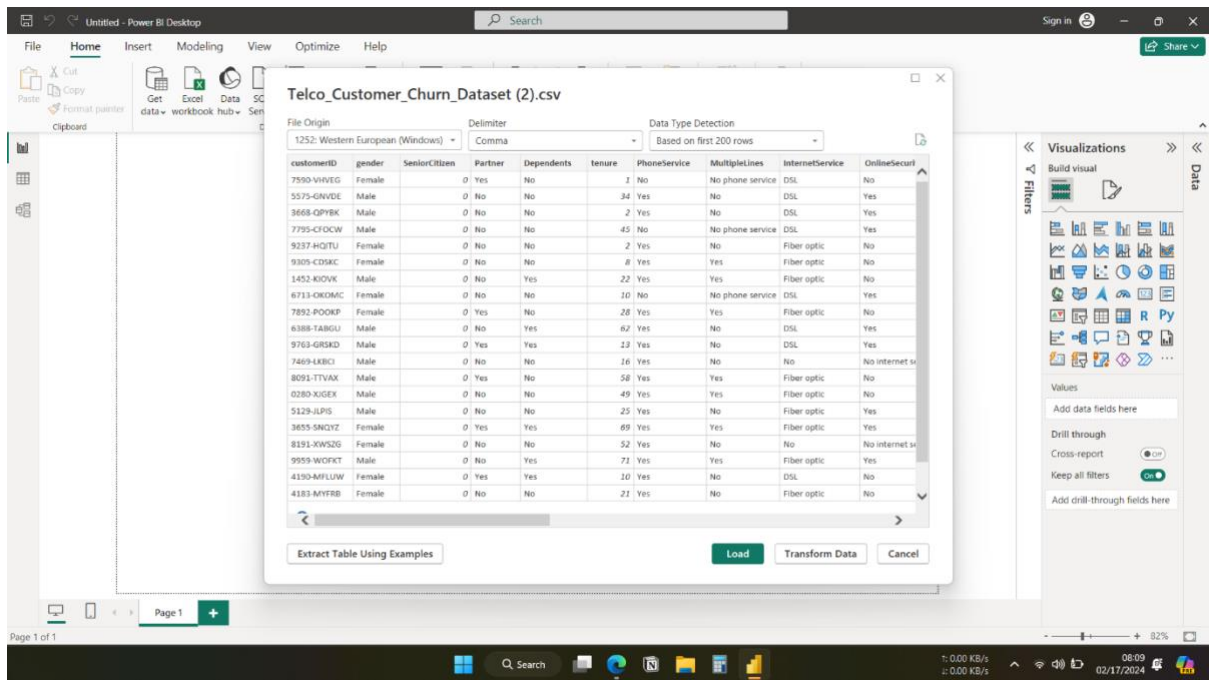 Untitled - Power BI Desktop
Search
Sign in
File Home Insert Modeling View Optimize Help
Share
Paste
Cut
Copy
Format painter
Clipboard
Get data
Excel workbook
Data hub
Telco_Customer_Churn_Dataset (2).csv
File Origin Delimiter Data Type Detection
1252: Western European (Windows) Comma Based on first 200 rows
customerID gender SeniorCitizen Partner Dependents tenure PhoneService MultipleLines InternetService OnlineSecuri
7590-VHVEG Female 0 Yes No 1 No No phone service DSL No
5575-GNVDE Male 0 No No 34 Yes No DSL Yes
3668-QPYBK Male 0 No No 2 Yes No DSL Yes
7795-CFOCW Male 0 No No 45 No No phone service DSL Yes
9237-HQITU Female 0 No No 2 Yes No Fiber optic No
9305-CDSKC Female 0 No No 8 Yes Yes Fiber optic No
1452-KIOVK Male 0 No Yes 22 Yes Yes Fiber optic No
6713-OKOMC Female 0 No No 10 No No phone service DSL Yes
7892-POOKP Female 0 Yes No 28 Yes Yes Fiber optic No
6388-TABGU Male 0 No Yes 62 Yes No DSL Yes
9763-GRSKD Male 0 Yes Yes 13 Yes No DSL Yes
7469-LKBCI Male 0 No No 16 Yes No No No internet se
8091-TTVAX Male 0 Yes No 58 Yes Yes Fiber optic No
0280-XJGEX Male 0 No No 49 Yes Yes Fiber optic No
5129-JLPIS Male 0 No No 25 Yes No Fiber optic Yes
3655-SNQYZ Female 0 Yes Yes 69 Yes Yes Fiber optic Yes
8191-XWSZG Female 0 No No 52 Yes No No No internet se
9959-WOFKT Male 0 No Yes 71 Yes Yes Fiber optic Yes
4190-MFLUW Female 0 Yes Yes 10 Yes No DSL No
4183-MYFRB Female 0 No No 21 Yes No Fiber optic No
Extract Table Using Examples Load Transform Data Cancel
Filters
Visualizations
Build visual
R Py
Values
Add data fields here
Drill through
Cross-report Off
Keep all filters On
Add drill-through fields here
Data
Page 1
Page 1 of 1
82%
Search
0.00 KB/s
0.00 KB/s
08:09
02/17/2024